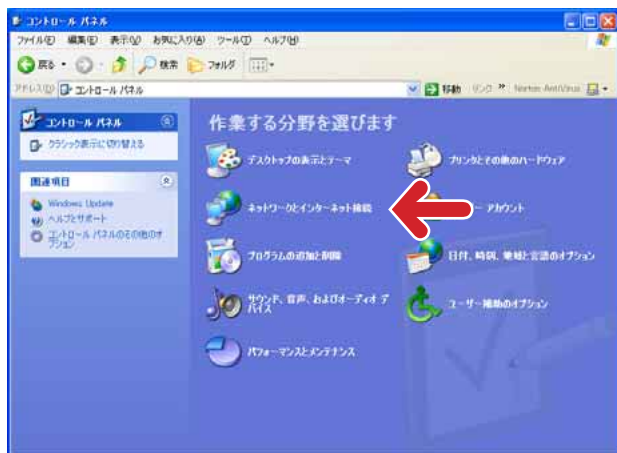 コントロール パネル
ファイル(F) 編集(E) 表示(V) お気に入り(A) ツール(T) ヘルプ(H)
戻る 検索 フォルダ
アドレス(D) コントロール パネル 移動 リンク » Norton AntiVirus
コントロール パネル
クラシック表示に切り替える
関連項目
Windows Update
ヘルプとサポート
コントロール パネルのその他のオ
プション
作業する分野を選びます
デスクトップの表示とテーマ
プリンタとその他のハードウェア
ネットワークとインターネット接続
ー アカウント
プログラムの追加と削除
日付、時刻、地域と言語のオプション
サウンド、音声、およびオーディオ デ
バイス
ユーザー補助のオプション
パフォーマンスとメンテナンス